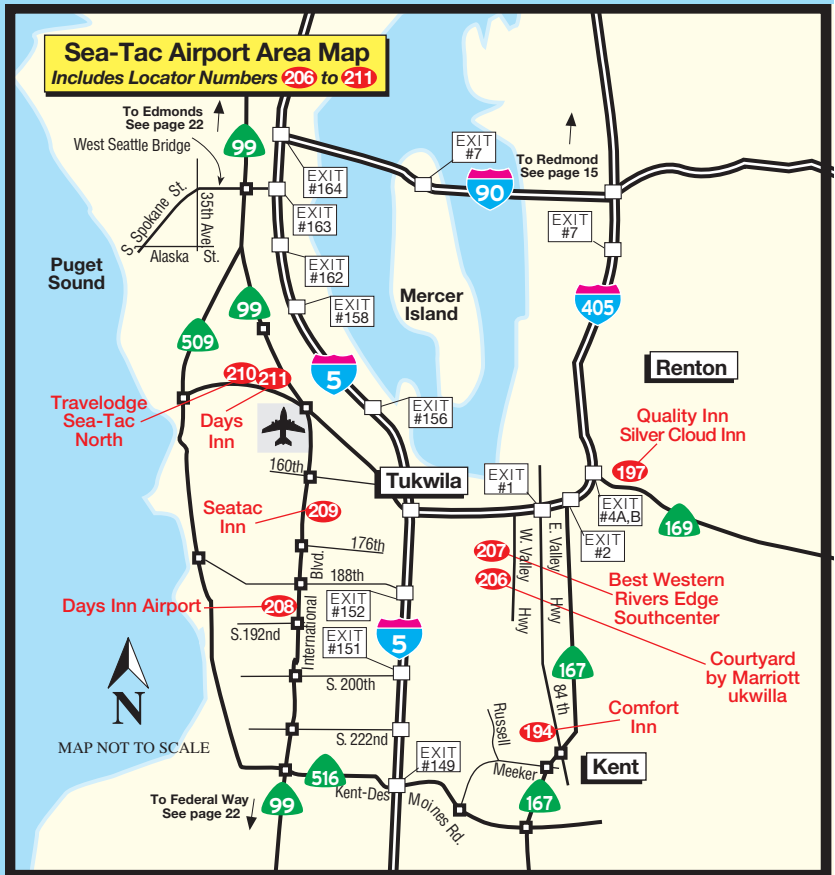 Sea-Tac Airport Area Map
Includes Locator Numbers 206 to 211
To Edmonds
See page 22
West Seattle Bridge
99
EXIT
#164
EXIT
#7
To Redmond
See page 15
90
S. Spokane St.
35th Ave.
Alaska St.
EXIT
#163
EXIT
#162
EXIT
#158
EXIT
#7
Puget
Sound
Mercer
Island
99
509
5
405
Renton
210
211
Travelodge
Sea-Tac
North
Days
Inn
EXIT
#156
Quality Inn
Silver Cloud Inn
197
160th
Tukwila
EXIT
#1
EXIT
#4A,B
EXIT
#2
169
Seatac
Inn
209
176th
188th
International Blvd.
W. Valley Hwy
E. Valley Hwy
207
206
Best Western
Rivers Edge
Southcenter
Days Inn Airport
208
EXIT
#152
S.192nd
EXIT
#151
5
Courtyard
by Marriott
ukwilla
167
84 th
N
MAP NOT TO SCALE
S. 200th
S. 222nd
Russell
194
Comfort
Inn
EXIT
#149
Meeker
Kent
516
Kent-Des Moines Rd.
167
To Federal Way
See page 22
99